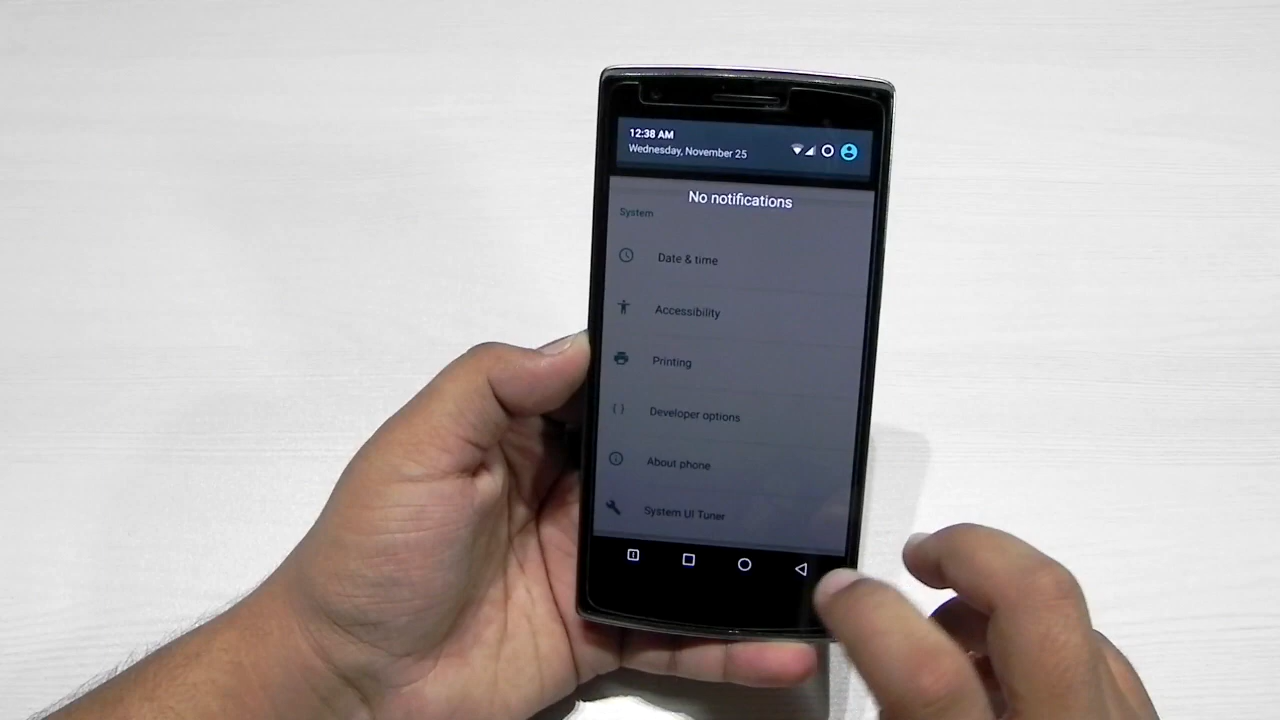 12:38 AM
Wednesday, November 25
No notifications
System
Date & time
Accessibility
Printing
Developer options
About phone
System UI Tuner